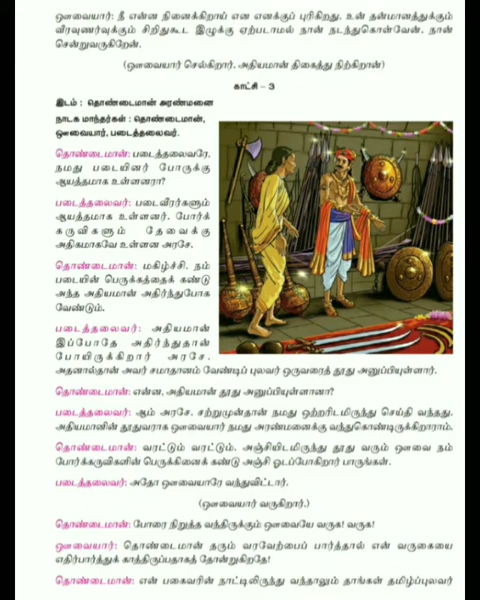 ஔவையார்: நீ என்ன நினைக்கிறாய் என எனக்குப் புரிகிறது. உன் தன்மானத்துக்கும்
வீரவுணர்வுக்கும் சிறிதுகூட இழுக்கு ஏற்படாமல் நான் நடந்துகொள்வேன், நான்
சென்றுவருகிறேன்.
(ஔவையார் செல்கிறார். அதியமான் திகைத்து நிற்கிறான்)
காட்சி – 3
இடம் : தொண்டைமான் அரண்மனை
நாடக மாந்தர்கள் : தொண்டைமான்,
ஔவையார், படைத்தலைவர்.
தொண்டைமான்: படைத்தலைவரே,
நமது படையினர் போருக்கு
ஆயத்தமாக உள்ளனரா?
படைத்தலைவர்: படைவீரர்களும்
ஆயத்தமாக உள்ளனர். போர்க்
கருவிகளும் தேவைக்கு
அதிகமாகவே உள்ளன அரசே.
தொண்டைமான்: மகிழ்ச்சி. நம்
படையின் பெருக்கத்தைக் கண்டு
அந்த அதியமான் அதிர்ந்துபோக
வேண்டும்.
படைத்தலைவர்: அதியமான்
இப்போதே அதிர்ந்துதான்
போயிருக்கிறார் அரசே.
அதனால்தான் அவர் சமாதானம் வேண்டிப் புலவர் ஒருவரைத் தூது அனுப்பியுள்ளார்.
தொண்டைமான்: என்ன, அதியமான் தூது அனுப்பியுள்ளானா?
படைத்தலைவர்: ஆம் அரசே. சற்றுமுன்தான் நமது ஒற்றரிடமிருந்து செய்தி வந்தது.
அதியமானின் தூதுவராக ஔவையார் நமது அரண்மனைக்கு வந்துகொண்டிருக்கிறாராம்.
தொண்டைமான்: வரட்டும் வரட்டும். அஞ்சியிடமிருந்து தூது வரும் ஔவை நம்
போர்க்கருவிகளின் பெருக்கினைக் கண்டு அஞ்சி ஓடப்போகிறார் பாருங்கள்.
படைத்தலைவர்: அதோ ஔவையாரே வந்துவிட்டார்.
(ஔவையார் வருகிறார்.)
தொண்டைமான்: போரை நிறுத்த வந்திருக்கும் ஔவையே வருக! வருக!
ஔவையார்: தொண்டைமான் தரும் வரவேற்பைப் பார்த்தால் என் வருகையை
எதிர்பார்த்துக் காத்திருப்பதாகத் தோன்றுகிறதே!
தொண்டைமான்: என் பகைவரின் நாட்டிலிருந்து வந்தாலும் தாங்கள் தமிழ்ப்புலவர்